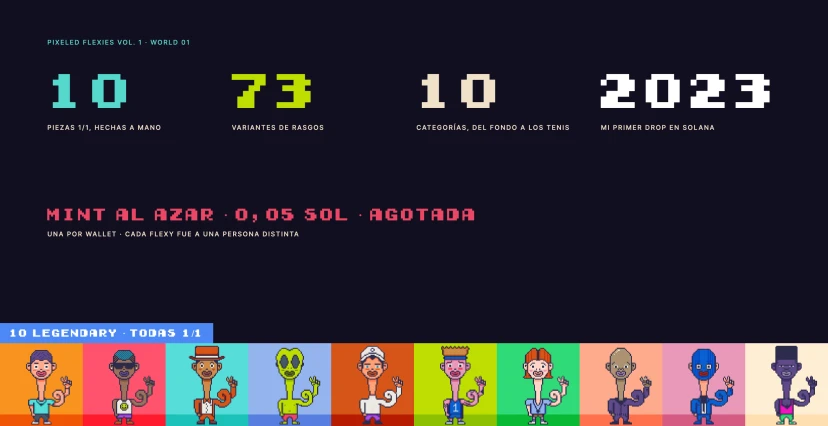 PIXELED FLEXIES VOL. 1 · WORLD 01
10
73
10
2023
PIEZAS 1/1, HECHAS A MANO
VARIANTES DE RASGOS
CATEGORÍAS, DEL FONDO A LOS TENIS
MI PRIMER DROP EN SOLANA
MINT AL AZAR · 0,05 SOL · AGOTADA
UNA POR WALLET · CADA FLEXY FUE A UNA PERSONA DISTINTA
10 LEGENDARY · TODAS 1/1
1